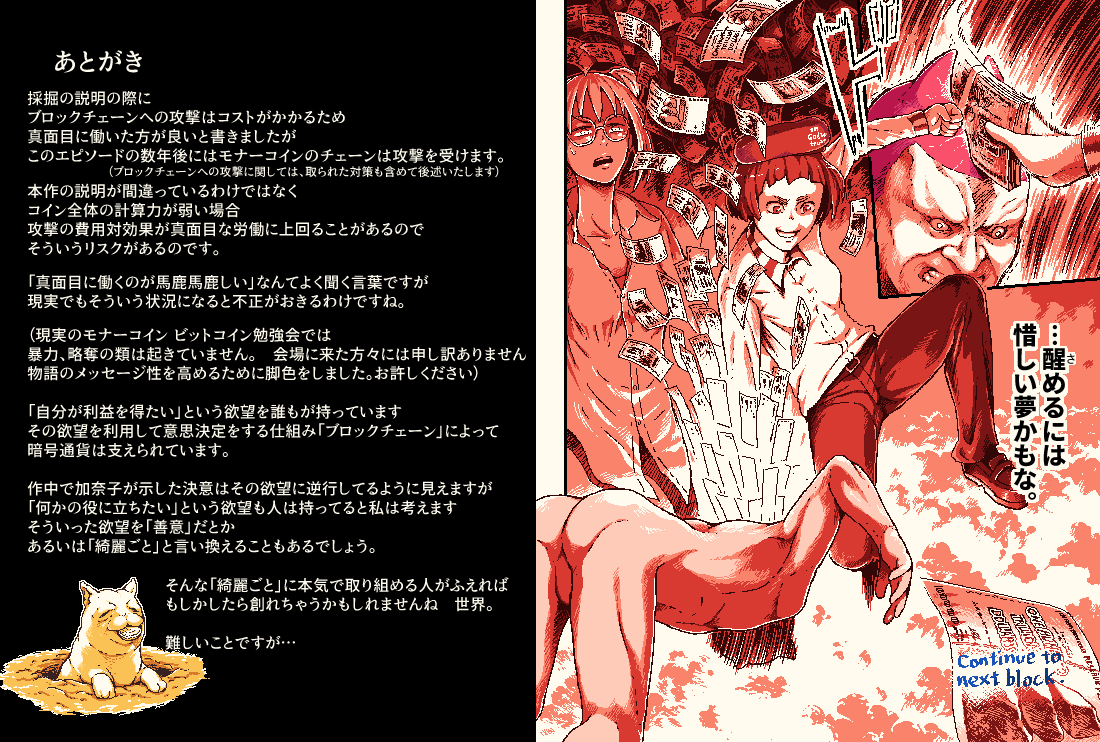 あとがき
採掘の説明の際に
ブロックチェーンへの攻撃はコストがかかるため
真面目に働いた方が良いと書きましたが
このエピソードの数年後にはモナーコインのチェーンは攻撃を受けます。
(ブロックチェーンへの攻撃に関しては、取られた対策も含めて後述いたします)
本作の説明が間違っているわけではなく
コイン全体の計算力が弱い場合
攻撃の費用対効果が真面目な労働に上回ることがあるので
そういうリスクがあるのです。
「真面目に働くのが馬鹿馬鹿しい」なんてよく聞く言葉ですが
現実でもそういう状況になると不正がおきるわけですね。
(現実のモナーコイン ビットコイン勉強会では
暴力、略奪の類は起きていません。 会場に来た方々には申し訳ありません
物語のメッセージ性を高めるために脚色をしました。お許しください)
「自分が利益を得たい」という欲望を誰もが持っています
その欲望を利用して意思決定をする仕組み「ブロックチェーン」によって
暗号通貨は支えられています。
作中で加奈子が示した決意はその欲望に逆行してるように見えますが
「何かの役に立ちたい」という欲望も人は持ってると私は考えます
そういった欲望を「善意」だとか
あるいは「綺麗ごと」と言い換えることもあるでしょう。
そんな「綺麗ごと」に本気で取り組める人がふえれば
もしかしたら創れちゃうかもしれませんね 世界。
難しいことですが…
ドドド
…醒めるには
さ
惜しい夢かもな。
Continue to
next block.